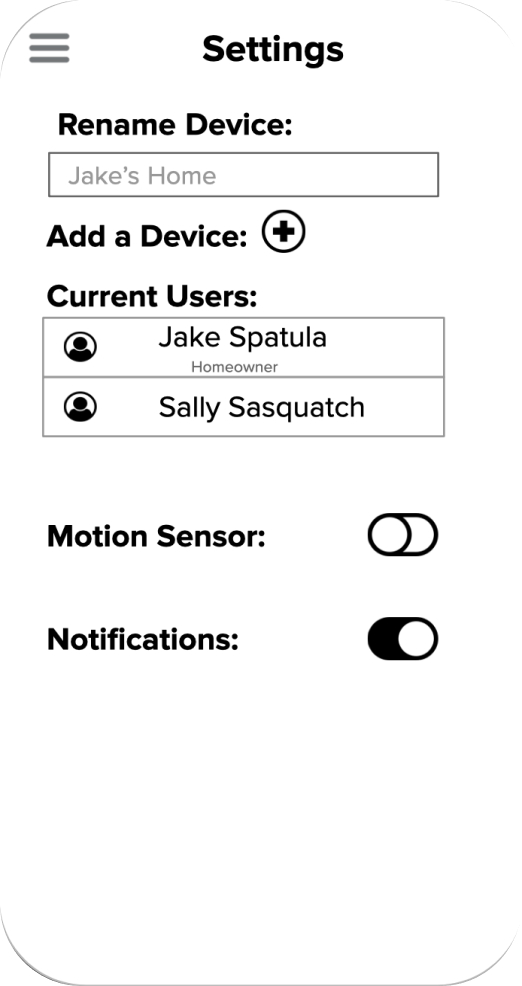 Settings
Rename Device:
Jake’s Home
Add a Device:
Current Users:
Jake Spatula
Homeowner
Sally Sasquatch
Motion Sensor:
Notifications: